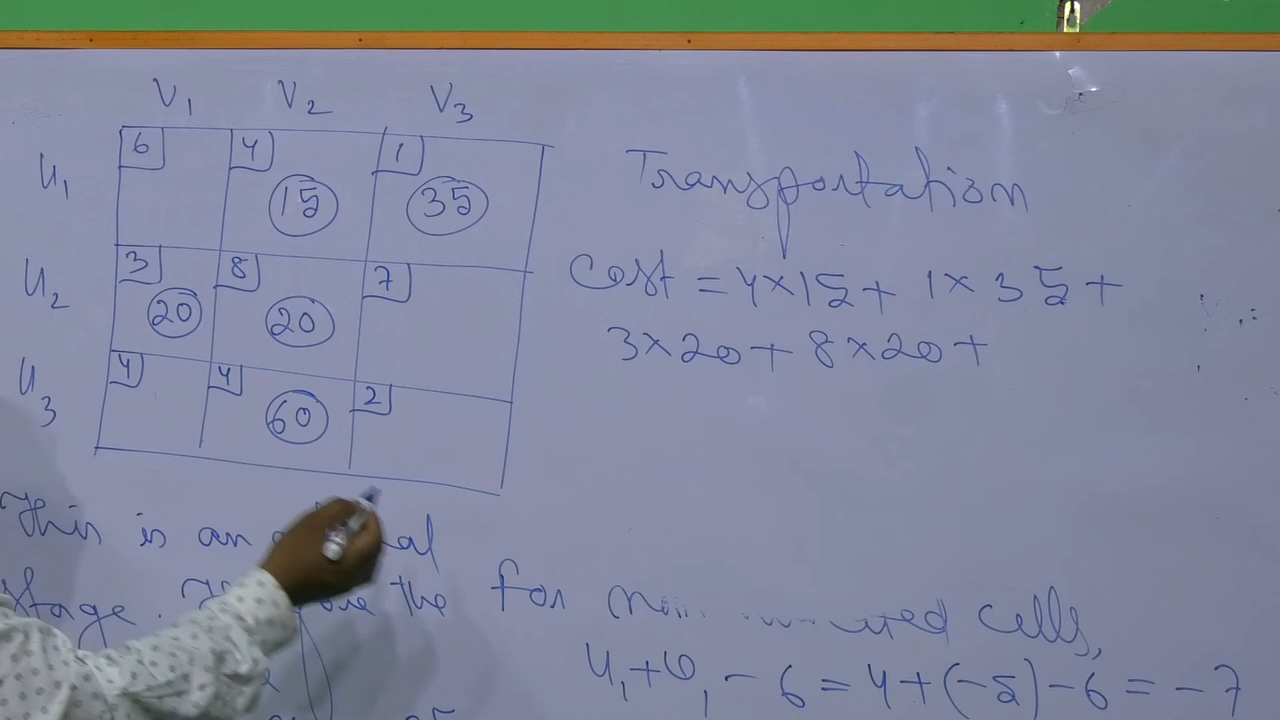 V1 V2 V3
U1 6 4 15 1 35
U2 3 20 8 20 7
U3 4 4 60 2
Transportation
Cost = 4×15 + 1×35 +
3×20 + 8×20 +
This is an
stage. the
for cells,
U1+V1 - 6 = 4+(-5)-6 = -7